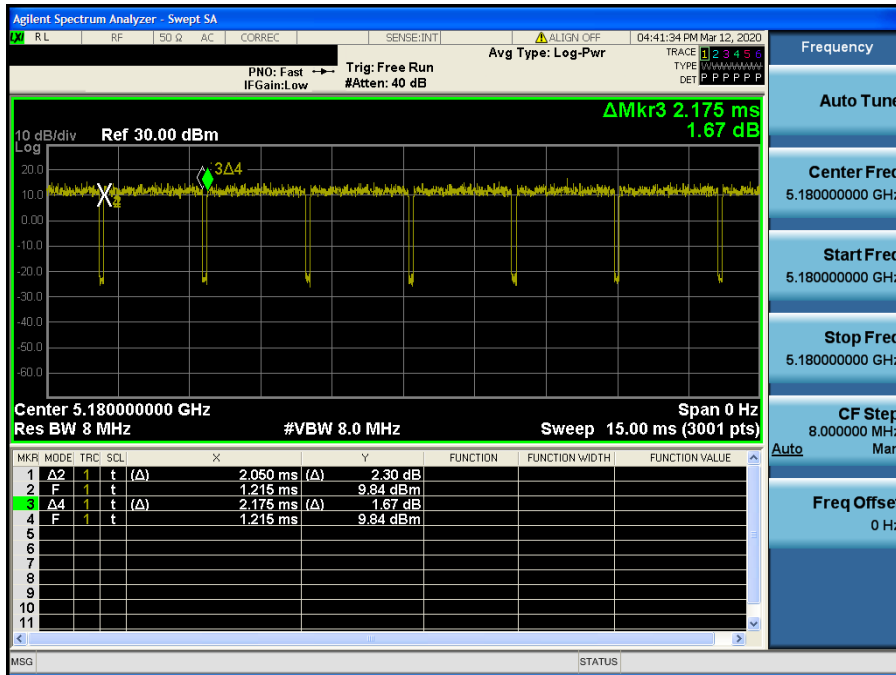 Agilent Spectrum Analyzer - Swept SA
LXI RL RF 50 Ω AC CORREC SENSE:INT ALIGN OFF 04:41:34 PM Mar 12, 2020
Avg Type: Log-Pwr
TRACE 1 2 3 4 5 6
PNO: Fast
Trig: Free Run
TYPE
IFGain:Low
#Atten: 40 dB
DET P P P P P P
ΔMkr3 2.175 ms
1.67 dB
10 dB/div Ref 30.00 dBm
Log
20.0
3Δ4
10.0
0.00
-10.0
-20.0
-30.0
-40.0
-50.0
-60.0
Center 5.180000000 GHz Span 0 Hz
Res BW 8 MHz #VBW 8.0 MHz Sweep 15.00 ms (3001 pts)
MKR MODE TRC SCL X Y FUNCTION FUNCTION WIDTH FUNCTION VALUE
1 Δ2 1 t (Δ) 2.050 ms (Δ) 2.30 dB
2 F 1 t 1.215 ms 9.84 dBm
3 Δ4 1 t (Δ) 2.175 ms (Δ) 1.67 dB
4 F 1 t 1.215 ms 9.84 dBm
5
6
7
8
9
10
11
MSG STATUS
Frequency
Auto Tune
Center Freq
5.180000000 GHz
Start Freq
5.180000000 GHz
Stop Freq
5.180000000 GHz
CF Step
8.000000 MHz
Auto Man
Freq Offset
0 Hz